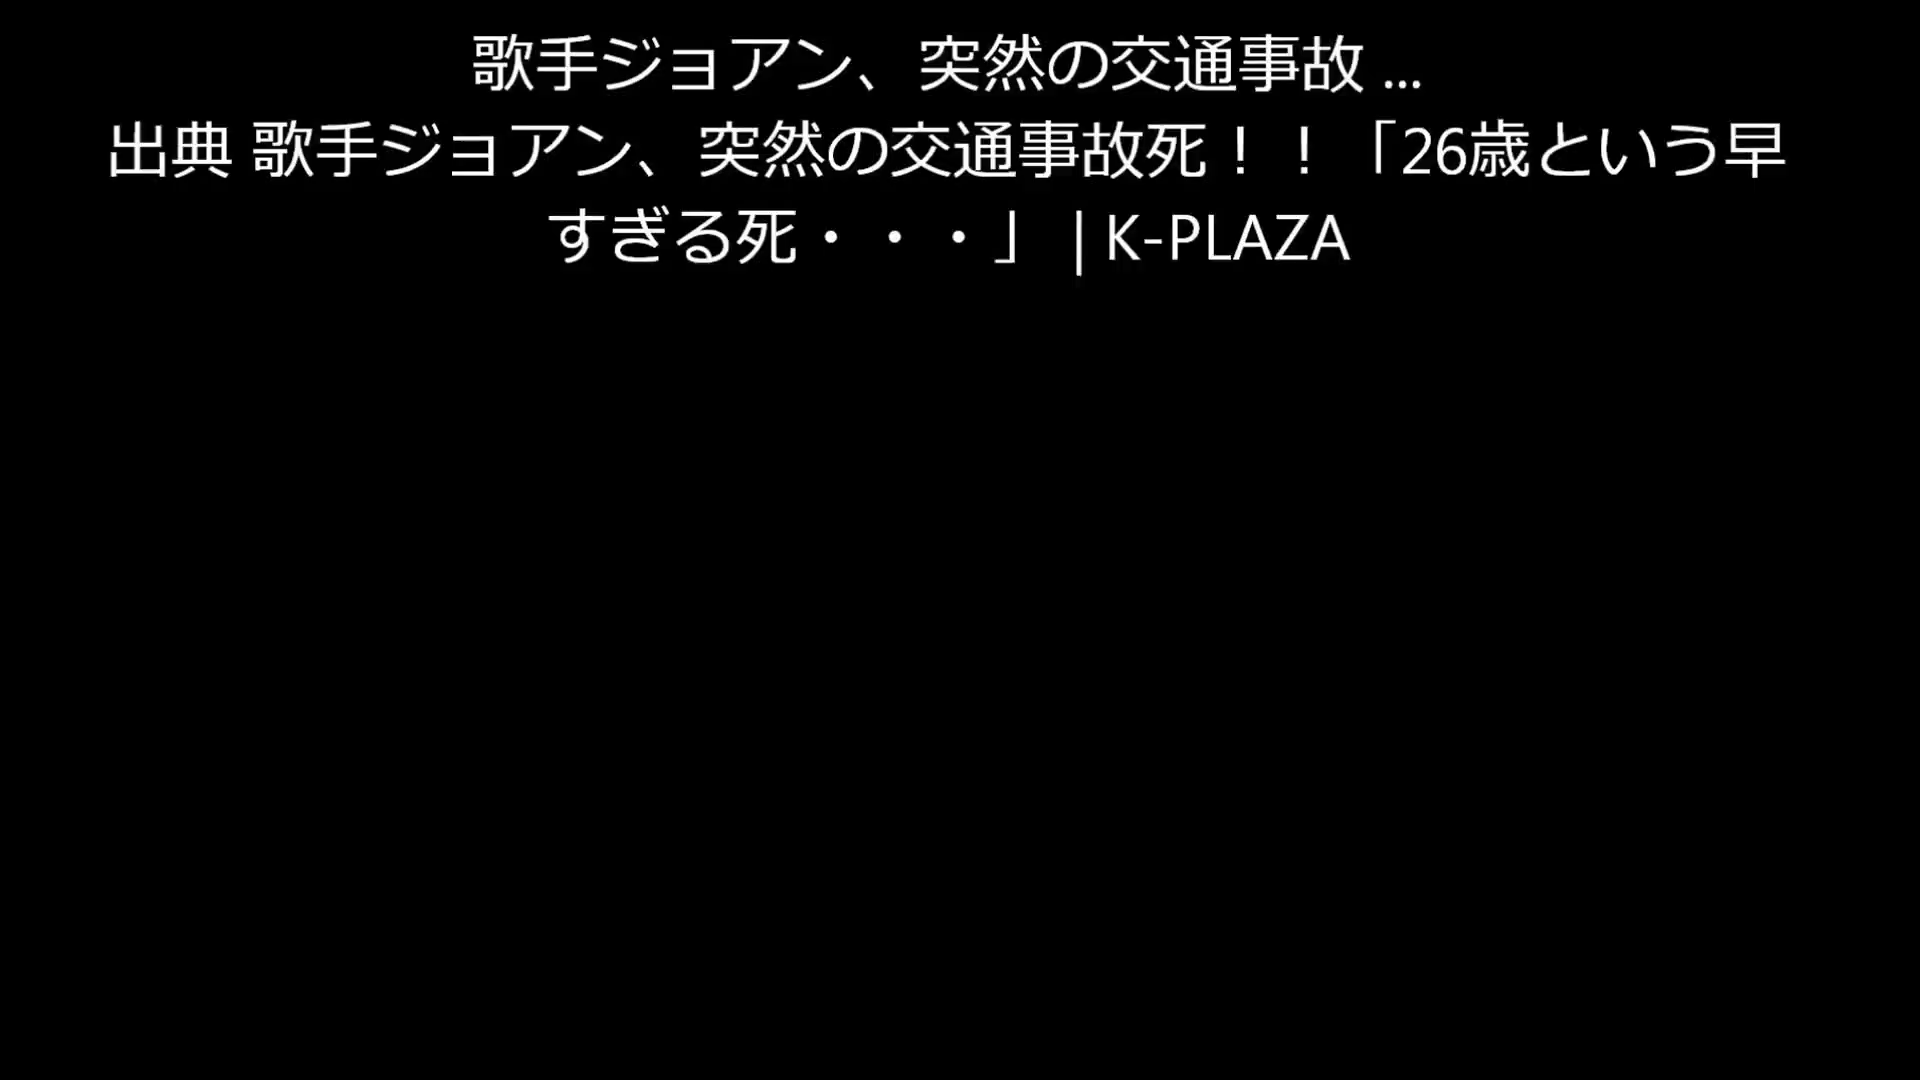 歌手ジョアン、突然の交通事故 ...
出典 歌手ジョアン、突然の交通事故死！！「26歳という早
すぎる死・・・」 | K-PLAZA